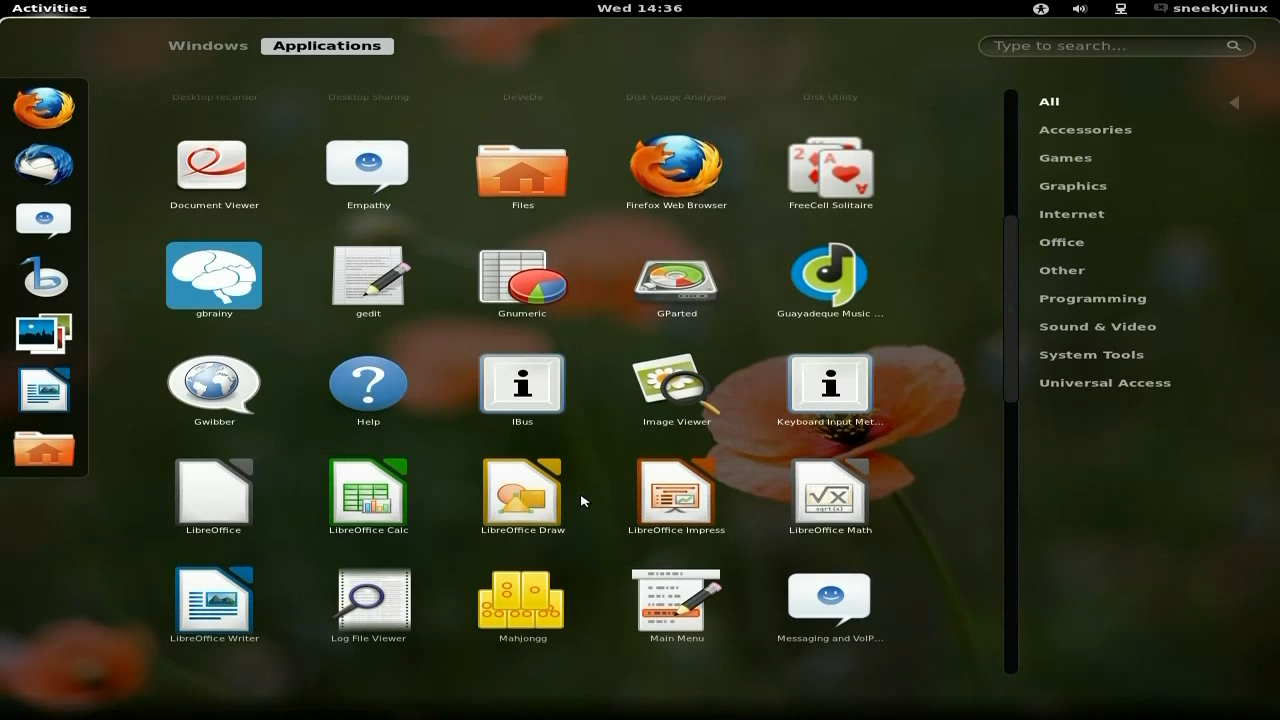 Activities Wed 14:36 sneekylinux
Windows Applications Type to search...
Desktop recorder Desktop Sharing DeVeDe Disk Usage Analyser Disk Utility
Document Viewer Empathy Files Firefox Web Browser FreeCell Solitaire
gbrainy gedit Gnumeric GParted Guayadeque Music ...
Gwibber Help IBus Image Viewer Keyboard Input Met...
LibreOffice LibreOffice Calc LibreOffice Draw LibreOffice Impress LibreOffice Math
LibreOffice Writer Log File Viewer Mahjongg Main Menu Messaging and VoIP...
All
Accessories
Games
Graphics
Internet
Office
Other
Programming
Sound & Video
System Tools
Universal Access